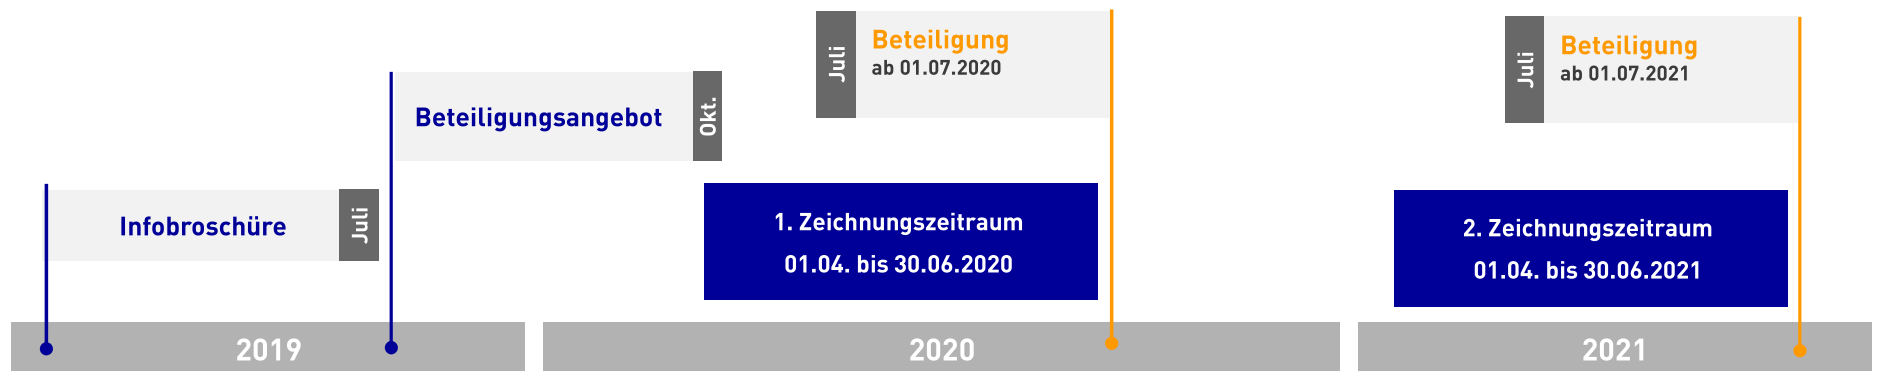 Infobroschüre
Juli
Beteiligungsangebot
Okt.
Juli
Beteiligung
ab 01.07.2020
1. Zeichnungszeitraum
01.04. bis 30.06.2020
Juli
Beteiligung
ab 01.07.2021
2. Zeichnungszeitraum
01.04. bis 30.06.2021
2019
2020
2021